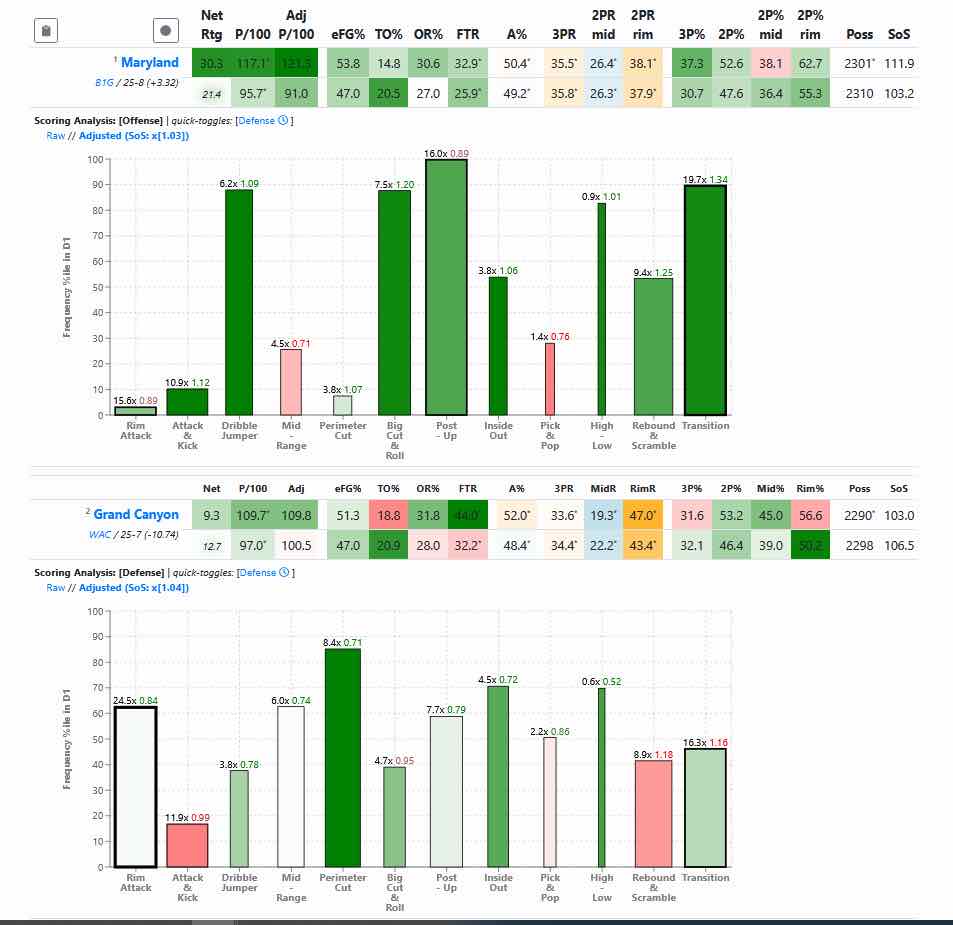 Net Adj 2PR 2PR 2P% 2P%
Rtg P/100 P/100 eFG% TO% OR% FTR A% 3PR mid rim 3P% 2P% mid rim Poss SoS
1 Maryland 30.3 117.1* 121.3 53.8 14.8 30.6 32.9* 50.4* 35.5* 26.4* 38.1* 37.3 52.6 38.1 62.7 2301* 111.9
B1G / 25-8 (+3.32) 21.4 95.7* 91.0 47.0 20.5 27.0 25.9* 49.2* 35.8* 26.3* 37.9* 30.7 47.6 36.4 55.3 2310 103.2
Scoring Analysis: [Offense] | quick-toggles: [Defense ]
Raw // Adjusted (SoS: x[1.03])
Frequency %ile in D1
100
90
80
70
60
50
40
30
20
10
0
15.6x 0.89
10.9x 1.12
6.2x 1.09
4.5x 0.71
3.8x 1.07
7.5x 1.20
16.0x 0.89
3.8x 1.06
1.4x 0.76
0.9x 1.01
9.4x 1.25
19.7x 1.34
Rim Attack Dribble Mid Perimeter Big Post Inside Pick High Rebound Transition
Attack & Jumper - Cut Cut - Up Out & - Low &
Kick Range & Pop Scramble
Roll
Net P/100 Adj eFG% TO% OR% FTR A% 3PR MidR RimR 3P% 2P% Mid% Rim% Poss SoS
2 Grand Canyon 9.3 109.7* 109.8 51.3 18.8 31.8 44.0* 52.0* 33.6* 19.3* 47.0* 31.6 53.2 45.0 56.6 2290* 103.0
WAC / 25-7 (-10.74) 12.7 97.0* 100.5 47.0 20.9 28.0 32.2* 48.4* 34.4* 22.2* 43.4* 32.1 46.4 39.0 50.2 2298 106.5
Scoring Analysis: [Defense] | quick-toggles: [Defense ]
Raw // Adjusted (SoS: x[1.04])
Frequency %ile in D1
100
90
80
70
60
50
40
30
20
10
0
24.5x 0.84
11.9x 0.99
3.8x 0.78
6.0x 0.74
8.4x 0.71
4.7x 0.95
7.7x 0.79
4.5x 0.72
2.2x 0.86
0.6x 0.52
8.9x 1.18
16.3x 1.16
Rim Attack Dribble Mid Perimeter Big Post Inside Pick High Rebound Transition
Attack & Jumper - Cut Cut - Up Out & - Low &
Kick Range & Pop Scramble
Roll